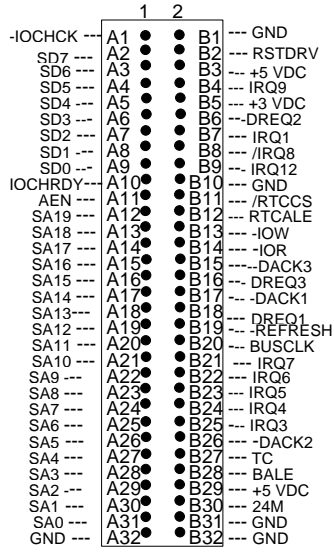 1 2
-IOCHCK --- A1 B1 --- GND
SD7 --- A2 B2 --- RSTDRV
SD6 --- A3 B3 --- +5 VDC
SD5 --- A4 B4 --- IRQ9
SD4 --- A5 B5 --- +3 VDC
SD3 --- A6 B6 ---DREQ2
SD2 --- A7 B7 --- IRQ1
SD1 --- A8 B8 --- /IRQ8
SD0 --- A9 B9 --- IRQ12
IOCHRDY--- A10 B10 --- GND
AEN --- A11 B11 --- /RTCCS
SA19 --- A12 B12 --- RTCALE
SA18 --- A13 B13 --- -IOW
SA17 --- A14 B14 --- -IOR
SA16 --- A15 B15 ---DACK3
SA15 --- A16 B16 -- DREQ3
SA14 --- A17 B17 --- -DACK1
SA13--- A18 B18 --- DREQ1
SA12 --- A19 B19 --- -REFRESH
SA11 --- A20 B20 --- BUSCLK
SA10 --- A21 B21 --- IRQ7
SA9 --- A22 B22 --- IRQ6
SA8 --- A23 B23 --- IRQ5
SA7 --- A24 B24 --- IRQ4
SA6 --- A25 B25 --- IRQ3
SA5 --- A26 B26 --- -DACK2
SA4 --- A27 B27 --- TC
SA3 --- A28 B28 --- BALE
SA2 --- A29 B29 --- +5 VDC
SA1 --- A30 B30 --- 24M
SA0 --- A31 B31 --- GND
GND --- A32 B32 --- GND